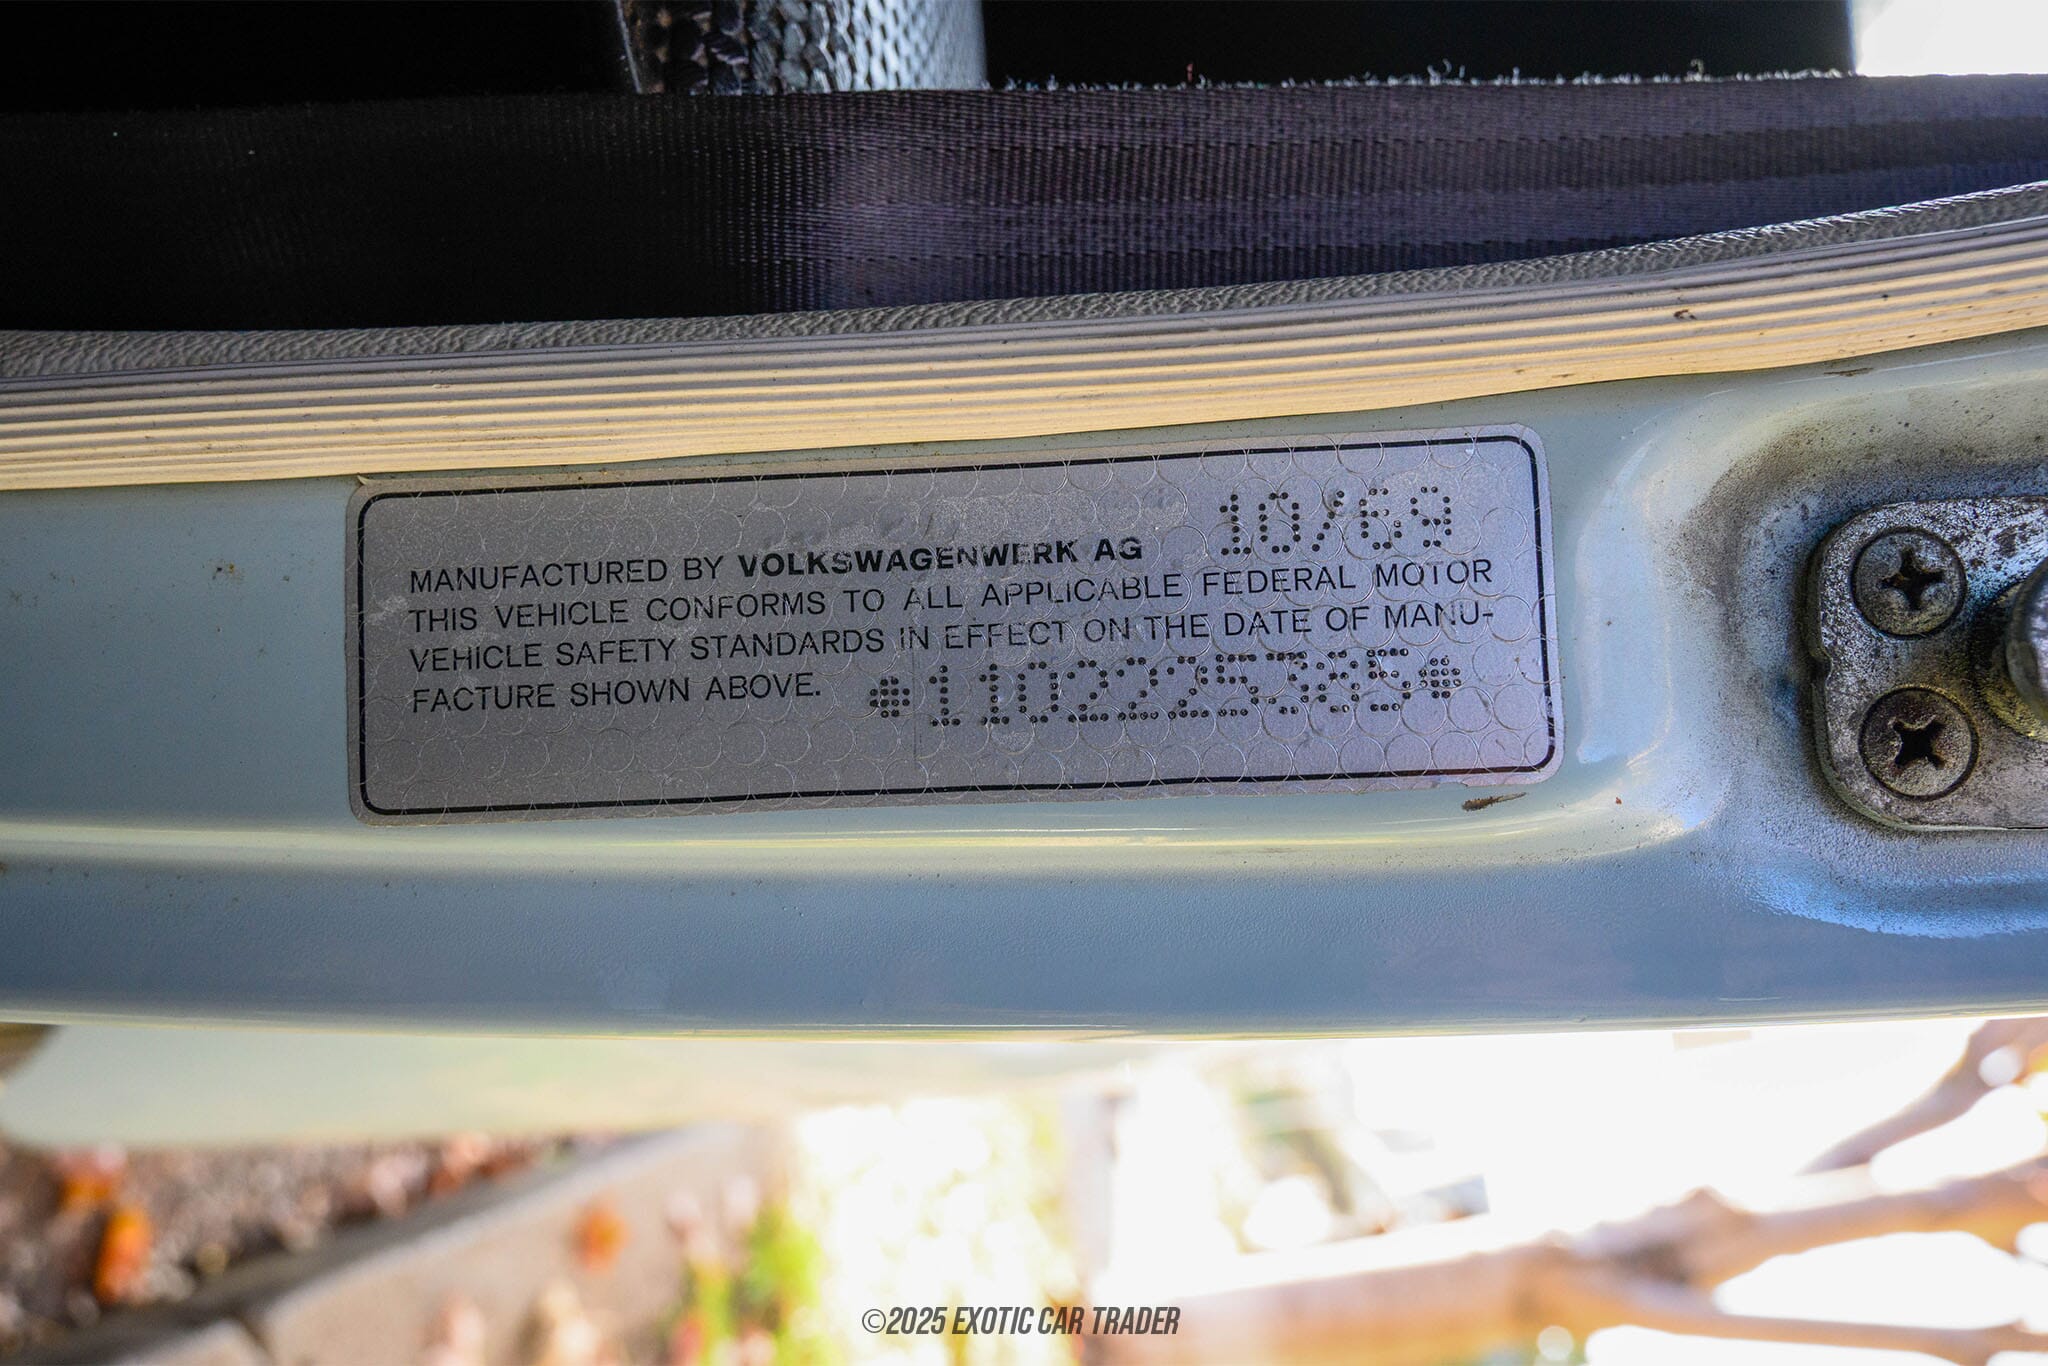 10/69
MANUFACTURED BY VOLKSWAGENWERK AG
THIS VEHICLE CONFORMS TO ALL APPLICABLE FEDERAL MOTOR
VEHICLE SAFETY STANDARDS IN EFFECT ON THE DATE OF MANU-
FACTURE SHOWN ABOVE. *1102225385*
©2025 EXOTIC CAR TRADER